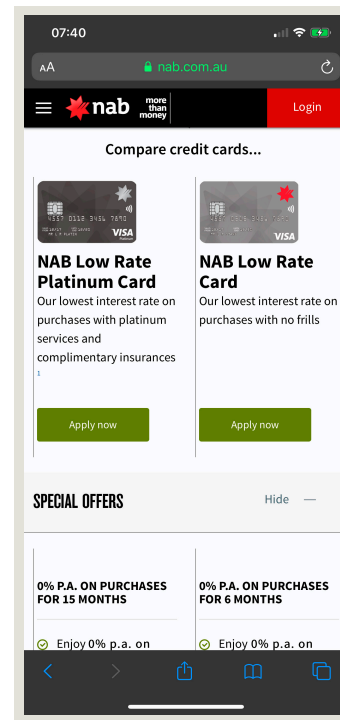 07:40
AA
nab.com.au
nab
more
than
money
Login
Compare credit cards...
VISA
Platinum
VISA
NAB Low Rate
Platinum Card
Our lowest interest rate on
purchases with platinum
services and
complimentary insurances
1
NAB Low Rate
Card
Our lowest interest rate on
purchases with no frills
Apply now
Apply now
SPECIAL OFFERS
Hide —
0% P.A. ON PURCHASES
FOR 15 MONTHS
0% P.A. ON PURCHASES
FOR 6 MONTHS
Enjoy 0% p.a. on
Enjoy 0% p.a. on